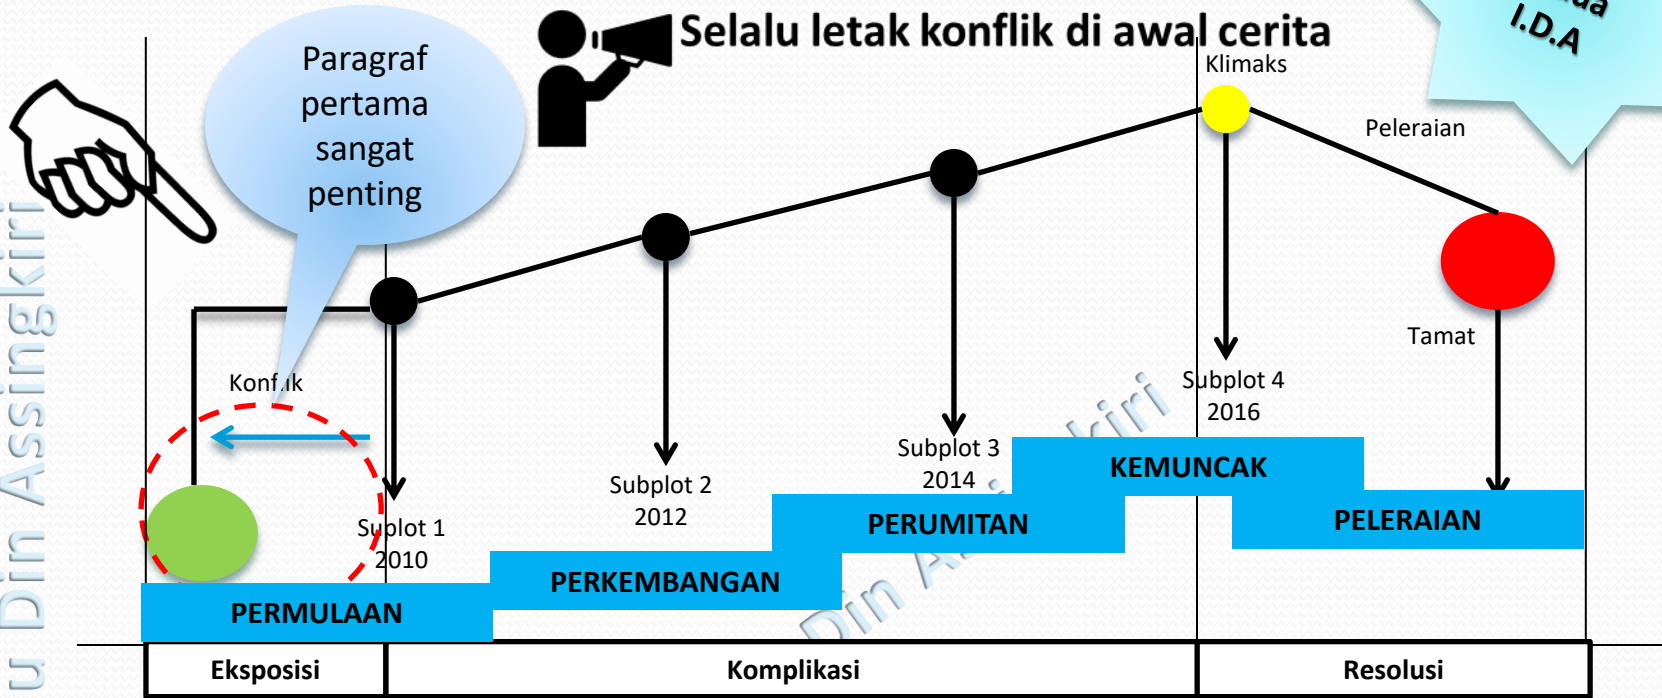 Selalu letak konflik di awal cerita
I.D.A
Paragraf
pertama
sangat
penting
Klimaks
Peleraian
Tamat
Konflik
Suplot 1
2010
Subplot 2
2012
Subplot 3
2014
Subplot 4
2016
PERMULAAN
PERKEMBANGAN
PERUMITAN
KEMUNCAK
PELERAIAN
Eksposisi
Komplikasi
Resolusi
u Din Assingkiri
Din